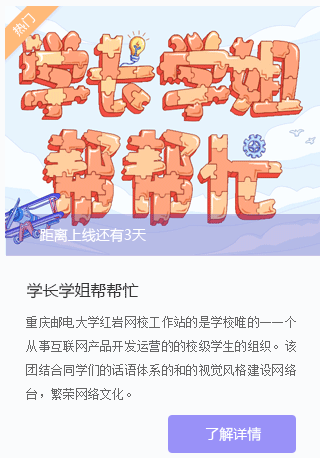 热门
学长学姐
帮帮忙
距离上线还有3天
学长学姐帮帮忙
重庆邮电大学红岩网校工作站的是学校唯的一一个
从事互联网产品开发运营的的校级学生的组织。该
团结合同学们的话语体系的和的视觉风格建设网络
台，繁荣网络文化。
了解详情